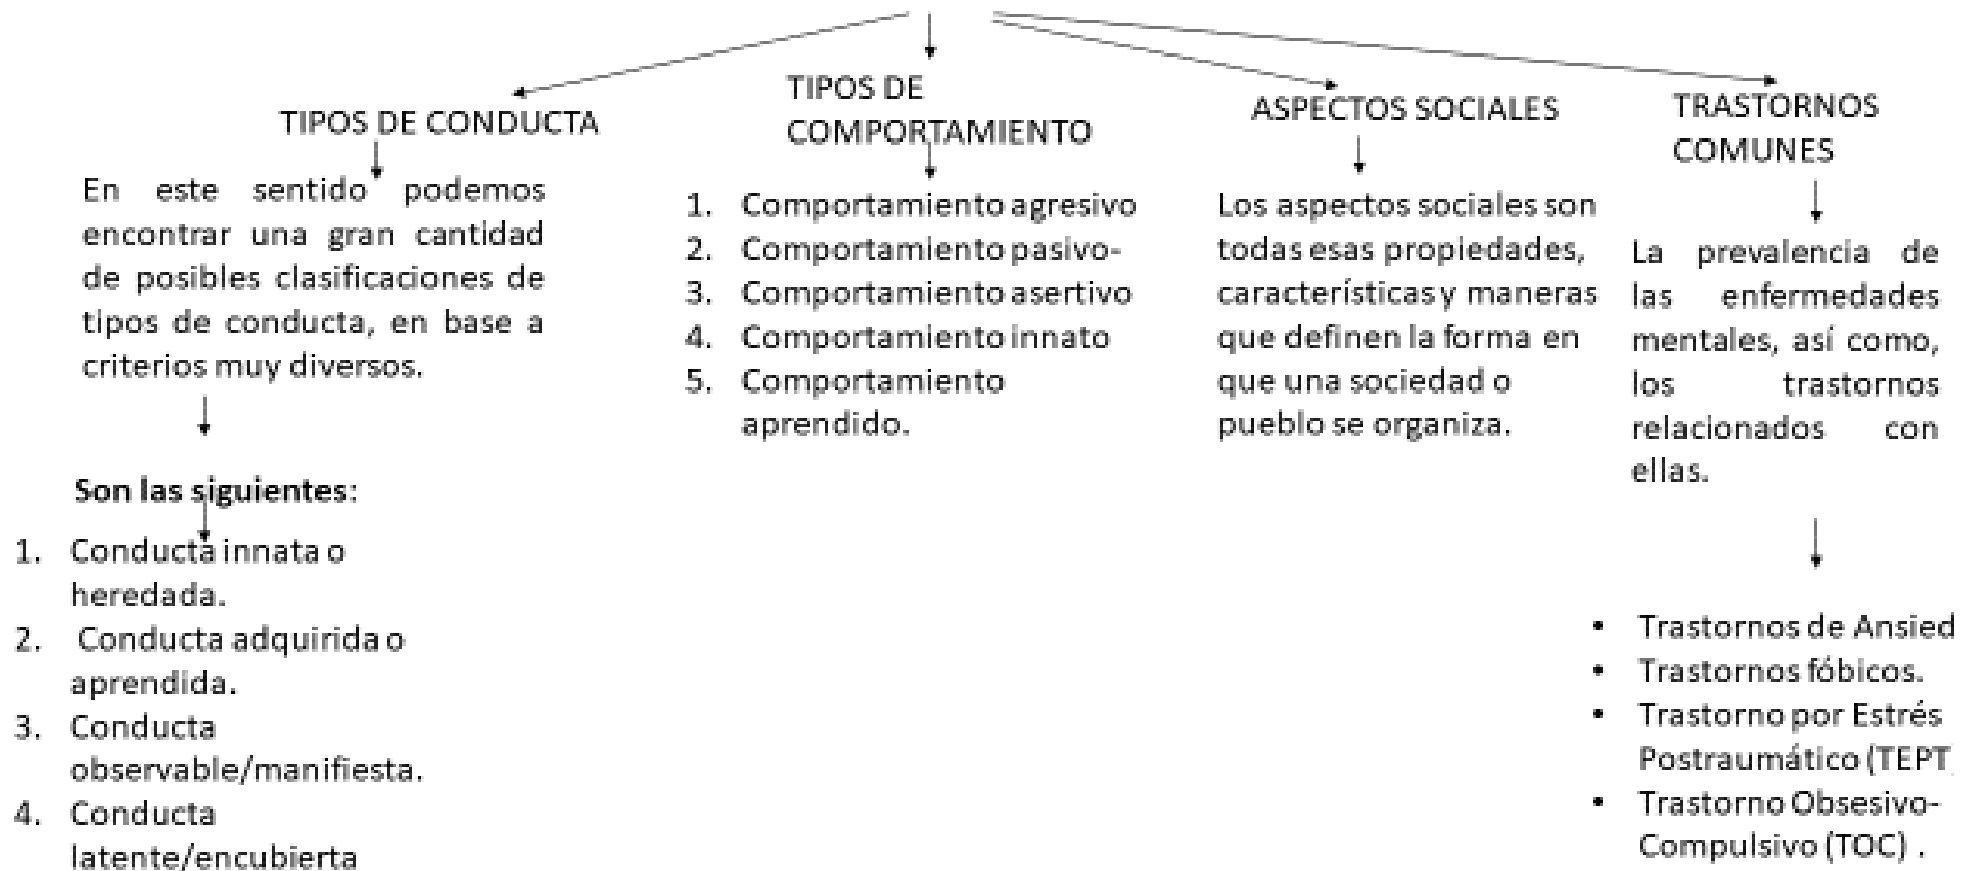 TIPOS DE CONDUCTA
En este sentido podemos
encontrar una gran cantidad
de posibles clasificaciones de
tipos de conducta, en base a
criterios muy diversos.
Son las siguientes:
1. Conducta innata o
heredada.
2. Conducta adquirida o
aprendida.
3. Conducta
observable/manifiesta.
4. Conducta
latente/encubierta
TIPOS DE
COMPORTAMIENTO
1. Comportamiento agresivo
2. Comportamiento pasivo-
3. Comportamiento asertivo
4. Comportamiento innato
5. Comportamiento
aprendido.
ASPECTOS SOCIALES
Los aspectos sociales son
todas esas propiedades,
características y maneras
que definen la forma en
que una sociedad o
pueblo se organiza.
TRASTORNOS
COMUNES
La prevalencia de
las enfermedades
mentales, así como,
los trastornos
relacionados con
ellas.
• Trastornos de Ansied
• Trastornos fóbicos.
• Trastorno por Estrés
Postraumático (TEPT
• Trastorno Obsesivo-
Compulsivo (TOC) .